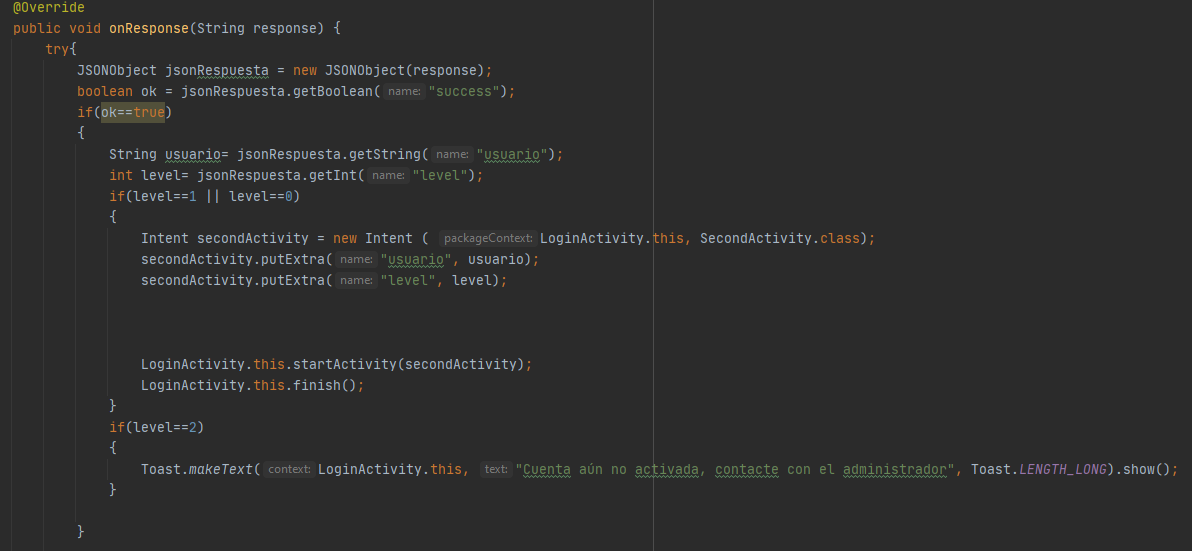 @Override
public void onResponse(String response) {
try{
JSONObject jsonRespuesta = new JSONObject(response);
boolean ok = jsonRespuesta.getBoolean( name: "success");
if(ok==true)
{
String usuario= jsonRespuesta.getString( name: "usuario");
int level= jsonRespuesta.getInt( name: "level");
if(level==1 || level==0)
{
Intent secondActivity = new Intent ( packageContext: LoginActivity.this, SecondActivity.class);
secondActivity.putExtra( name: "usuario", usuario);
secondActivity.putExtra( name: "level", level);
LoginActivity.this.startActivity(secondActivity);
LoginActivity.this.finish();
}
if(level==2)
{
Toast.makeText( context: LoginActivity.this, text: "Cuenta aún no activada, contacte con el administrador", Toast.LENGTH_LONG).show();
}
}